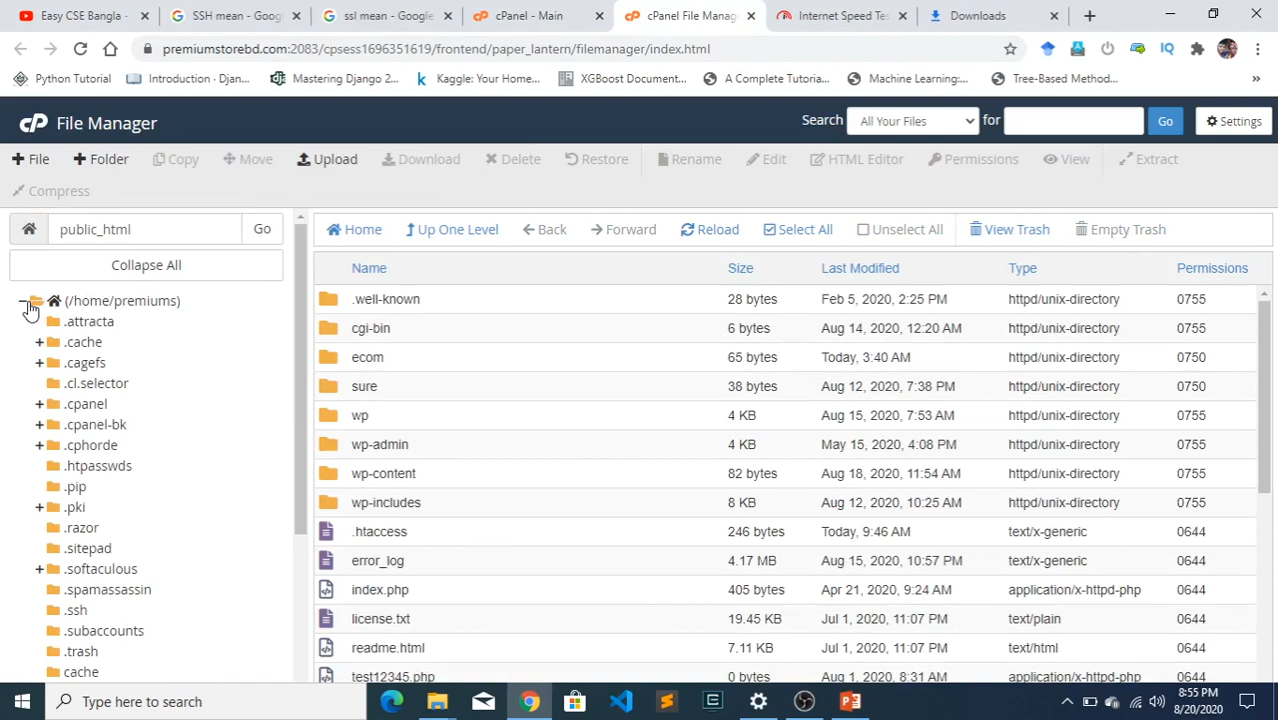 Easy CSE Bangla -
SSH mean - Goog
ssl mean - Google
cPanel - Main
cPanel File Manag
Internet Speed Te
Downloads
premiumstorebd.com:2083/cpsess1696351619/frontend/paper_lantern/filemanager/index.html
IQ
Python Tutorial
Introduction · Djan...
Mastering Django 2...
Kaggle: Your Home...
XGBoost Document...
A Complete Tutoria...
Machine Learning:...
Tree-Based Method...
»
cP File Manager
Search All Your Files for Go Settings
+ File + Folder Copy Move Upload Download Delete Restore Rename Edit HTML Editor Permissions View Extract
Compress
public_html Go
Collapse All
(/home/premiums)
.attracta
+ .cache
+ .cagefs
.cl.selector
+ .cpanel
+ .cpanel-bk
+ .cphorde
.htpasswds
.pip
+ .pki
.razor
.sitepad
+ .softaculous
.spamassassin
.ssh
.subaccounts
.trash
cache
Home Up One Level Back Forward Reload Select All Unselect All View Trash Empty Trash
Name Size Last Modified Type Permissions
.well-known 28 bytes Feb 5, 2020, 2:25 PM httpd/unix-directory 0755
cgi-bin 6 bytes Aug 14, 2020, 12:20 AM httpd/unix-directory 0755
ecom 65 bytes Today, 3:40 AM httpd/unix-directory 0750
sure 38 bytes Aug 12, 2020, 7:38 PM httpd/unix-directory 0750
wp 4 KB Aug 15, 2020, 7:53 AM httpd/unix-directory 0755
wp-admin 4 KB May 15, 2020, 4:08 PM httpd/unix-directory 0755
wp-content 82 bytes Aug 18, 2020, 11:54 AM httpd/unix-directory 0755
wp-includes 8 KB Aug 12, 2020, 10:25 AM httpd/unix-directory 0755
.htaccess 246 bytes Today, 9:46 AM text/x-generic 0644
error_log 4.17 MB Aug 15, 2020, 10:57 PM text/x-generic 0644
index.php 405 bytes Apr 21, 2020, 9:24 AM application/x-httpd-php 0644
license.txt 19.45 KB Jul 1, 2020, 11:07 PM text/plain 0644
readme.html 7.11 KB Jul 1, 2020, 11:07 PM text/html 0644
test12345.php 0 bytes Aug 1, 2020, 8:31 AM application/x-httpd-php 0644
Type here to search
8:55 PM
8/20/2020